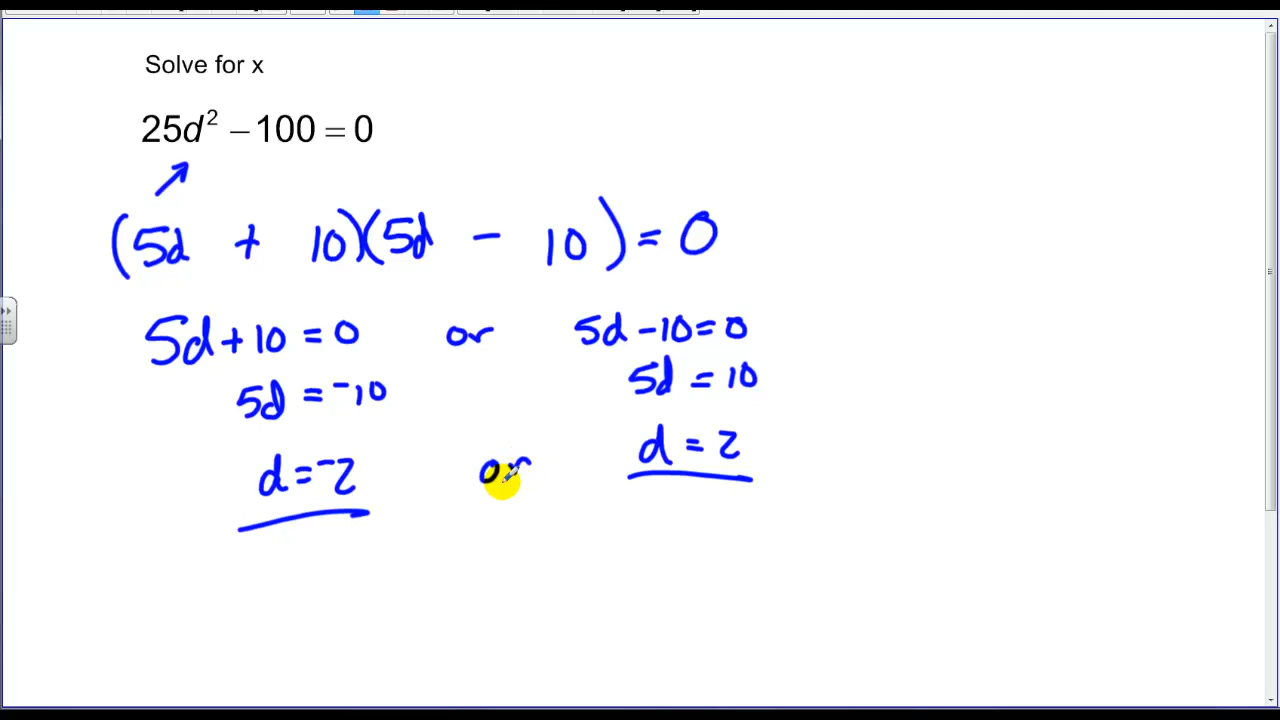 Solve for x
25d² − 100 = 0
(5d + 10)(5d − 10) = 0
5d + 10 = 0 or 5d − 10 = 0
5d = ⁻10 5d = 10
d = ⁻2 or d = 2